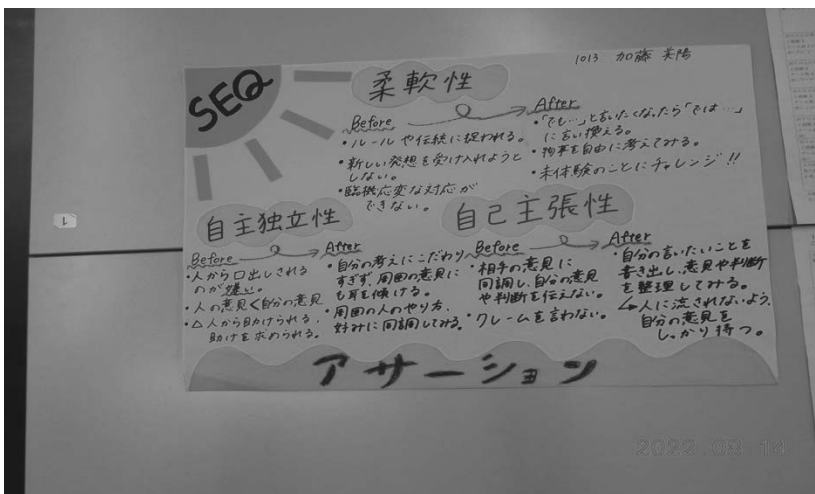 1013 加藤 美陽
SEQ
柔軟性
Before
・ルールや伝統に捉われる。
・新しい発想を受け入れようと
しない。
・臨機応変な対応が
できない。
After
・「でも…」と言いたくなったら「では…」
に言い換える。
・物事を自由に考えてみる。
・未体験のことにチャレンジ!!
自主独立性
Before
・人から口出しされる
のが嫌い。
・人の意見<自分の意見
・△人から助けられる、
助けを求められる。
After
・自分の考えにこだわり
すぎず、周囲の意見に
も耳を傾ける。
・周囲の人のやり方、
好みに同調してみる。
自己主張性
Before
・相手の意見に
同調し、自分の意見
や判断を伝えない。
・クレームを言わない。
After
・自分の言いたいことを
書き出し、意見や判断
を整理してみる。
↳人に流されないよう、
自分の意見を
しっかり持つ。
アサーション
2022.09.14